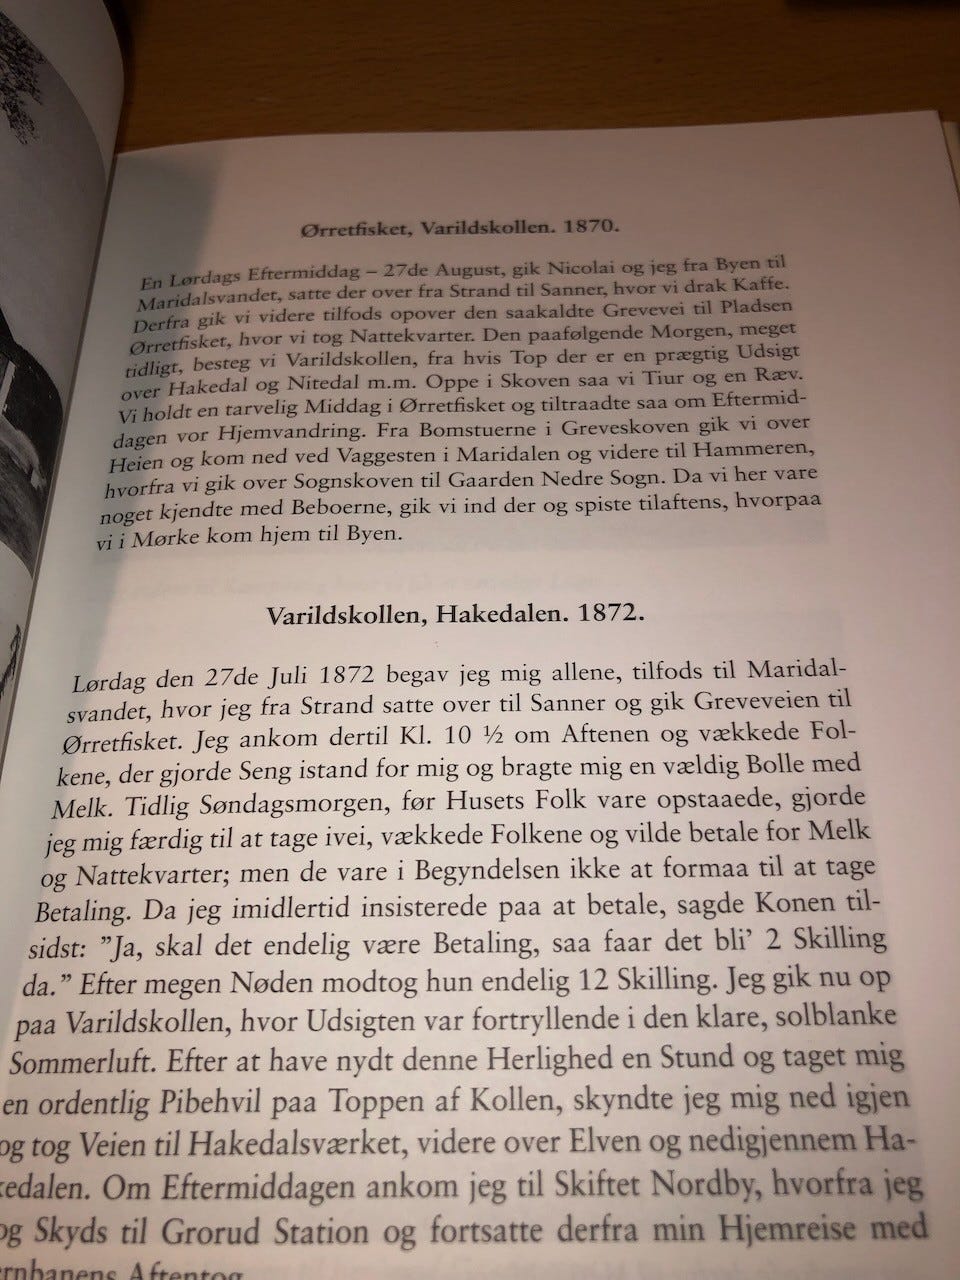 Ørretfisket, Varildskollen. 1870.
En Lørdags Eftermiddag – 27de August, gik Nicolai og jeg fra Byen til
Maridalsvandet, satte der over fra Strand til Sanner, hvor vi drak Kaffe.
Derfra gik vi videre tilfods opover den saakaldte Grevevei til Pladsen
Ørretfisket, hvor vi tog Nattekvarter. Den paafølgende Morgen, meget
tidligt, besteg vi Varildskollen, fra hvis Top der er en prægtig Udsigt
over Hakedal og Nitedal m.m. Oppe i Skoven saa vi Tiur og en Ræv.
Vi holdt en tarvelig Middag i Ørretfisket og tiltraadte saa om Eftermid-
dagen vor Hjemvandring. Fra Bomstuerne i Greveskoven gik vi over
Heien og kom ned ved Vaggesten i Maridalen og videre til Hammeren,
hvorfra vi gik over Sognskoven til Gaarden Nedre Sogn. Da vi her vare
noget kjendte med Beboerne, gik vi ind der og spiste tilaftens, hvorpaa
vi i Mørke kom hjem til Byen.
Varildskollen, Hakedalen. 1872.
Lørdag den 27de Juli 1872 begav jeg mig allene, tilfods til Maridal-
svandet, hvor jeg fra Strand satte over til Sanner og gik Greveveien til
Ørretfisket. Jeg ankom dertil Kl. 10 ½ om Aftenen og vækkede Fol-
kene, der gjorde Seng istand for mig og bragte mig en vældig Bolle med
Melk. Tidlig Søndagsmorgen, før Husets Folk vare opstaaede, gjorde
jeg mig færdig til at tage ivei, vækkede Folkene og vilde betale for Melk
og Nattekvarter; men de vare i Begyndelsen ikke at formaa til at tage
Betaling. Da jeg imidlertid insisterede paa at betale, sagde Konen til-
sidst: ”Ja, skal det endelig være Betaling, saa faar det bli’ 2 Skilling
da.” Efter megen Nøden modtog hun endelig 12 Skilling. Jeg gik nu op
paa Varildskollen, hvor Udsigten var fortryllende i den klare, solblanke
Sommerluft. Efter at have nydt denne Herlighed en Stund og taget mig
en ordentlig Pibehvil paa Toppen af Kollen, skyndte jeg mig ned igjen
og tog Veien til Hakedalsværket, videre over Elven og nedigjennem Ha-
kedalen. Om Eftermiddagen ankom jeg til Skiftet Nordby, hvorfra jeg
og Skyds til Grorud Station og fortsatte derfra min Hjemreise med
ernbanens Aftentog